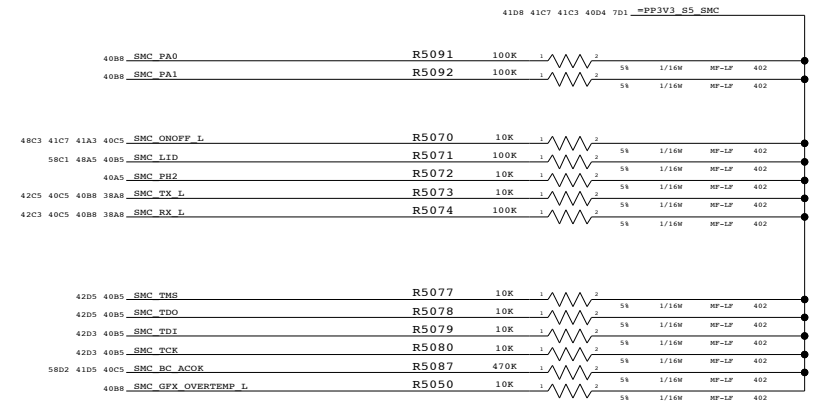 41D8 41C7 41C3 40D4 7D1 =PP3V3_S5_SMC
40B8 SMC_PA0 R5091 100K 1 2 5% 1/16W MF-LF 402
40B8 SMC_PA1 R5092 100K 5% 1/16W MF-LF 402
48C3 41C7 41A3 40C5 SMC_ONOFF_L R5070 10K 1 2 5% 1/16W MF-LF 402
58C1 48A5 40B5 SMC_LID R5071 100K 1 2 5% 1/16W MF-LF 402
40A5 SMC_PH2 R5072 10K 1 2 5% 1/16W MF-LF 402
42C5 40C5 40B8 38A8 SMC_TX_L R5073 10K 1 2 5% 1/16W MF-LF 402
42C3 40C5 40B8 38A8 SMC_RX_L R5074 100K 1 2 5% 1/16W MF-LF 402
42D5 40B5 SMC_TMS R5077 10K 1 2 5% 1/16W MF-LF 402
42D5 40B5 SMC_TDO R5078 10K 1 2 5% 1/16W MF-LF 402
42D3 40B5 SMC_TDI R5079 10K 1 2 5% 1/16W MF-LF 402
42D3 40B5 SMC_TCK R5080 10K 1 2 5% 1/16W MF-LF 402
58D2 41D5 40C5 SMC_BC_ACOK R5087 470K 1 2 5% 1/16W MF-LF 402
40B8 SMC_GFX_OVERTEMP_L R5050 10K 1 2 5% 1/16W MF-LF 402